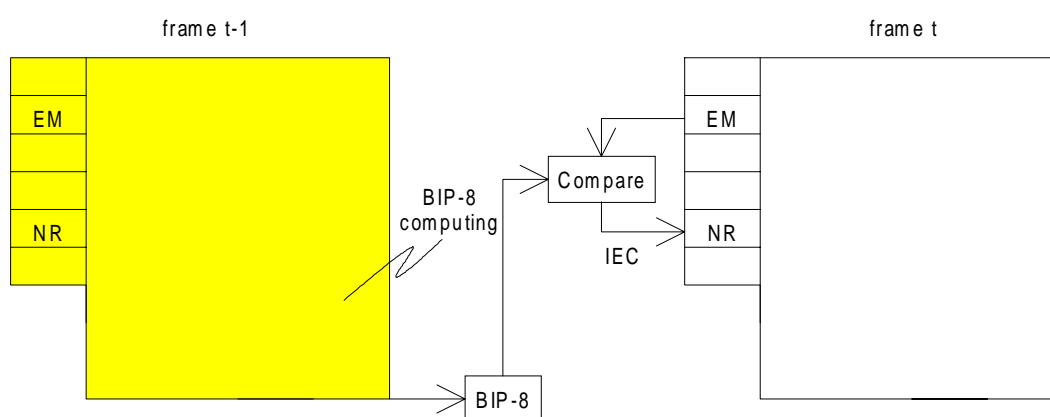 frame t-1
frame t
EM
EM
Compare
BIP-8
computing
NR
NR
IEC
BIP-8